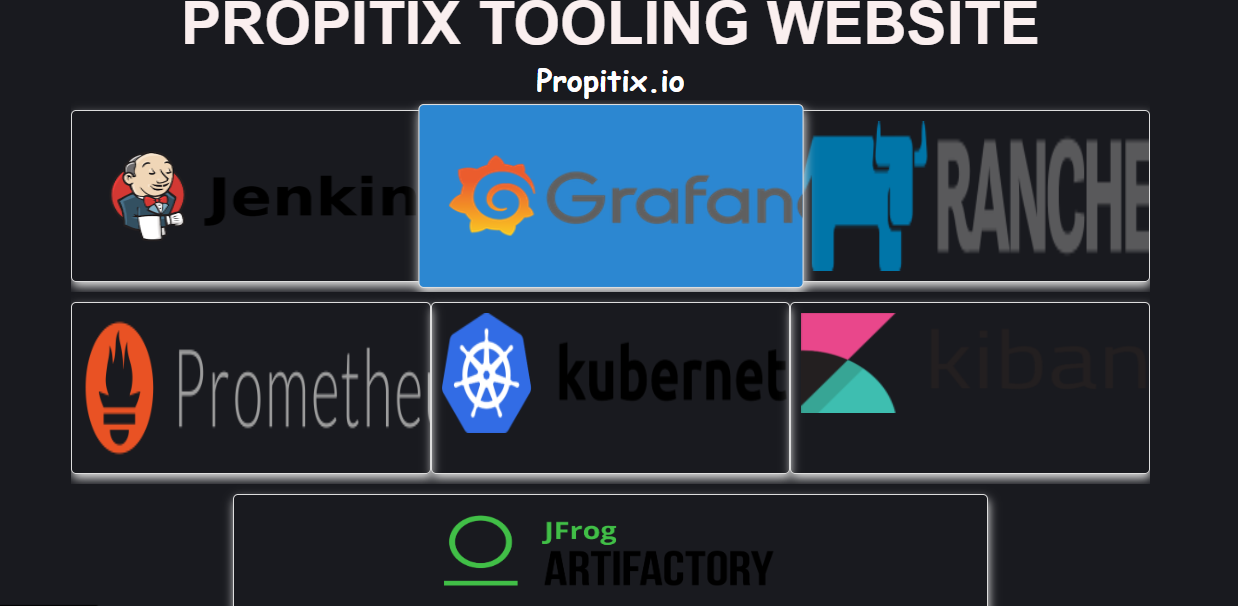 PROPITIX TOOLING WEBSITE
Propitix.io
Jenkin
Grafan
RANCHE
Promethe
kubernet
kiban
JFrog
ARTIFACTORY